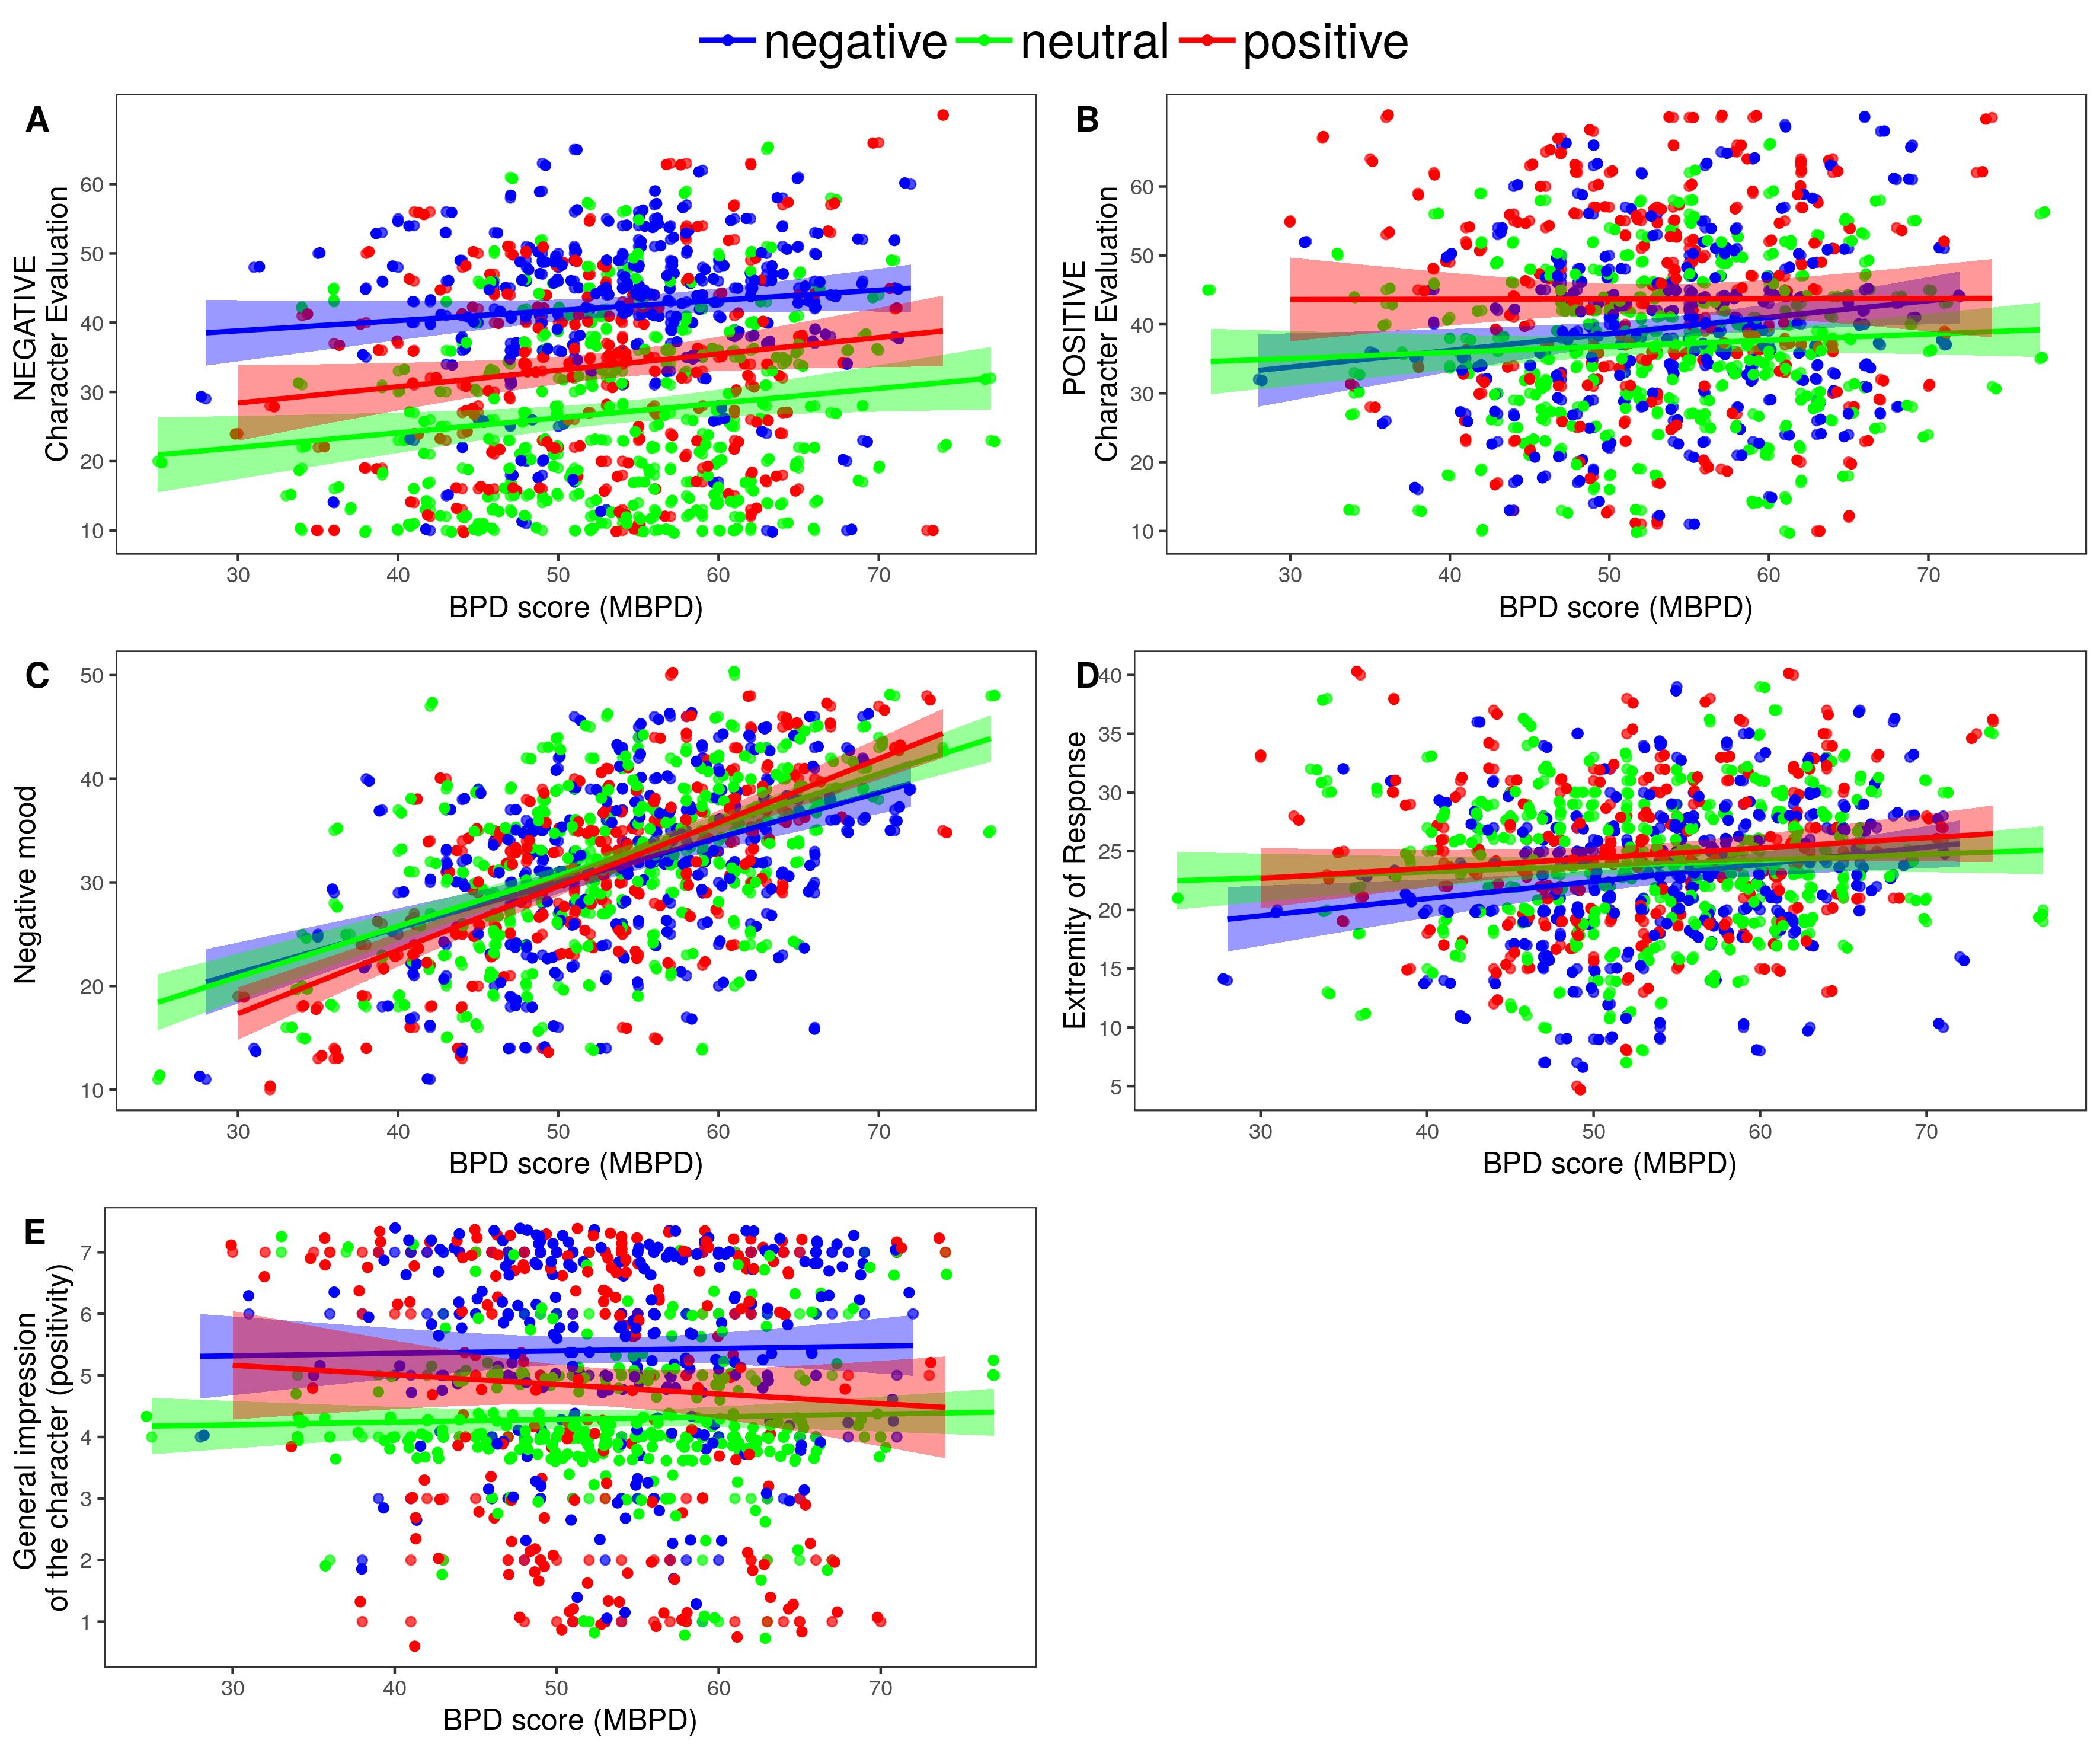 negative neutral positive
A
NEGATIVE
Character Evaluation
60
50
40
30
20
10
30 40 50 60 70
BPD score (MBPD)
B
POSITIVE
Character Evaluation
60
50
40
30
20
10
30 40 50 60 70
BPD score (MBPD)
C
Negative mood
50
40
30
20
10
30 40 50 60 70
BPD score (MBPD)
D
Extremity of Response
40
35
30
25
20
15
10
5
30 40 50 60 70
BPD score (MBPD)
E
General impression
of the character (positivity)
7
6
5
4
3
2
1
30 40 50 60 70
BPD score (MBPD)